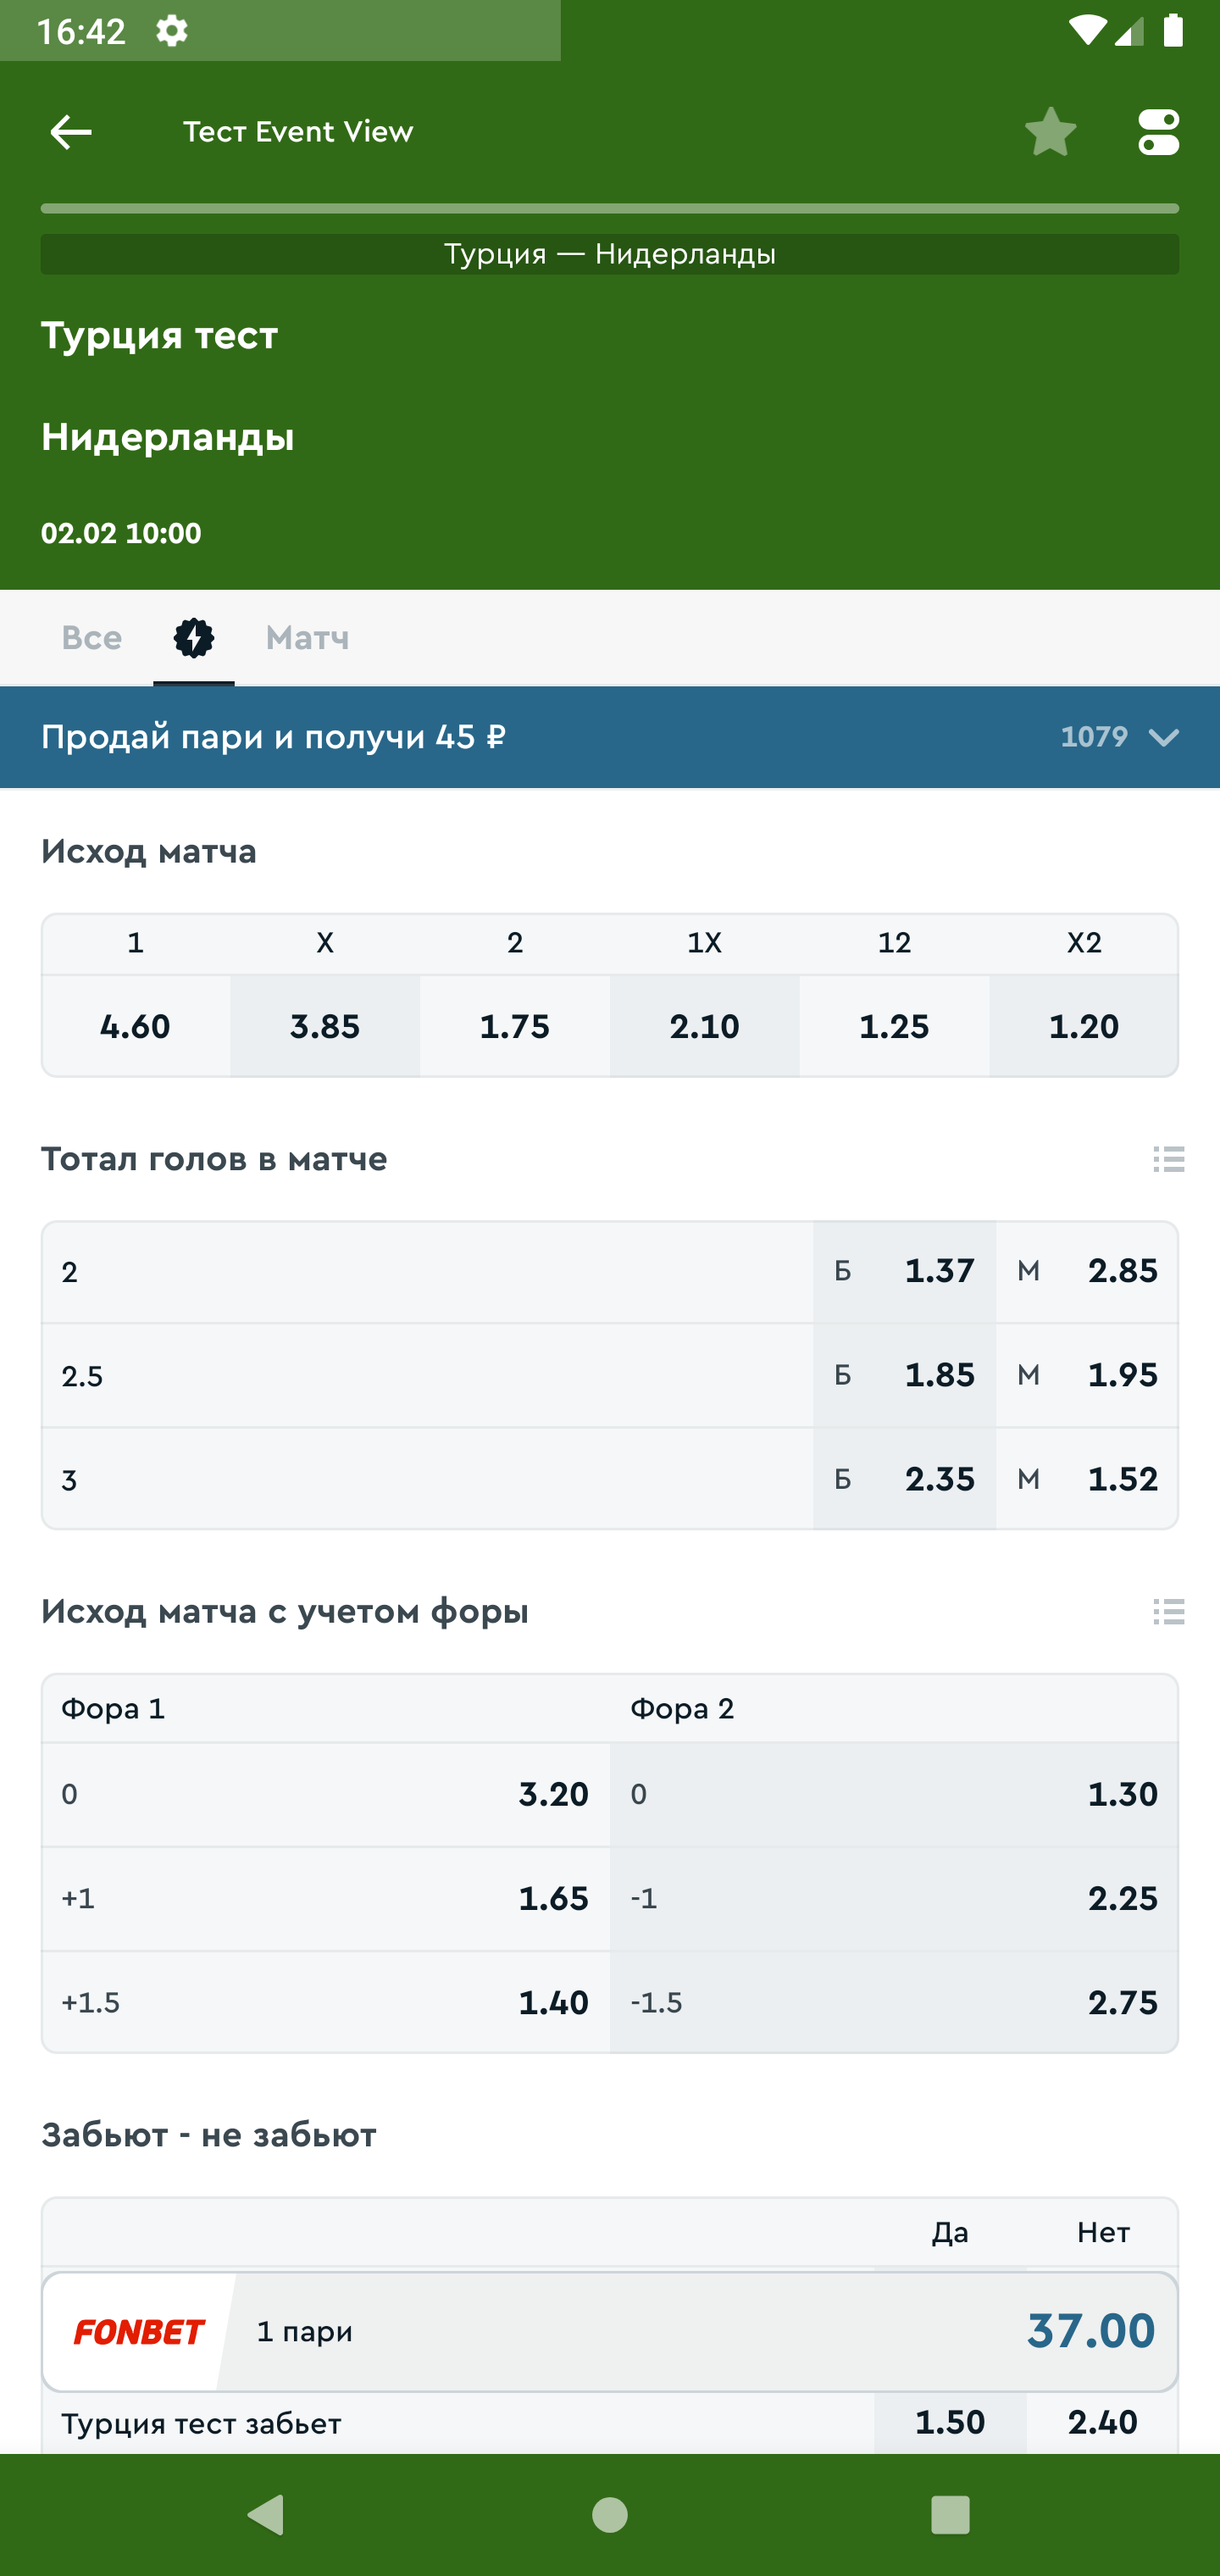 16:42
Тест Event View
Турция — Нидерланды
Турция тест
Нидерланды
02.02 10:00
Все Матч
Продай пари и получи 45 ₽ 1079
Исход матча
1 X 2 1X 12 X2
4.60 3.85 1.75 2.10 1.25 1.20
Тотал голов в матче
2 Б 1.37 М 2.85
2.5 Б 1.85 М 1.95
3 Б 2.35 М 1.52
Исход матча с учетом форы
Фора 1 Фора 2
0 3.20 0 1.30
+1 1.65 -1 2.25
+1.5 1.40 -1.5 2.75
Забьют - не забьют
Да Нет
FONBET 1 пари 37.00
Турция тест забьет 1.50 2.40